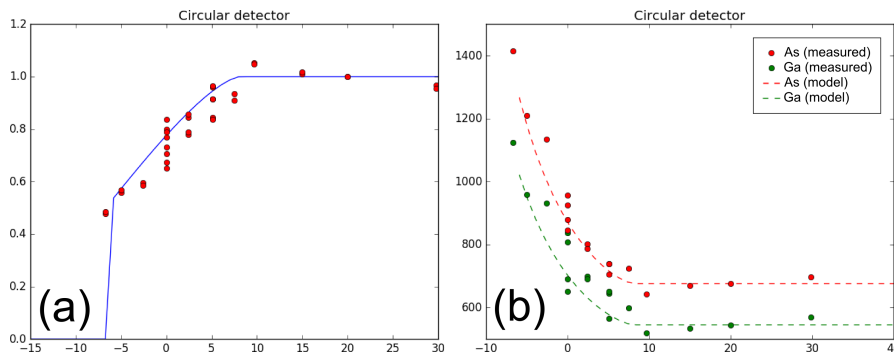 Circular detector
1.2
1.0
0.8
0.6
0.4
0.2
0.0
−15 −10 −5 0 5 10 15 20 25 30
(a)
Circular detector
1400
1200
1000
800
600
−10 0 10 20 30 4
As (measured)
Ga (measured)
As (model)
Ga (model)
(b)